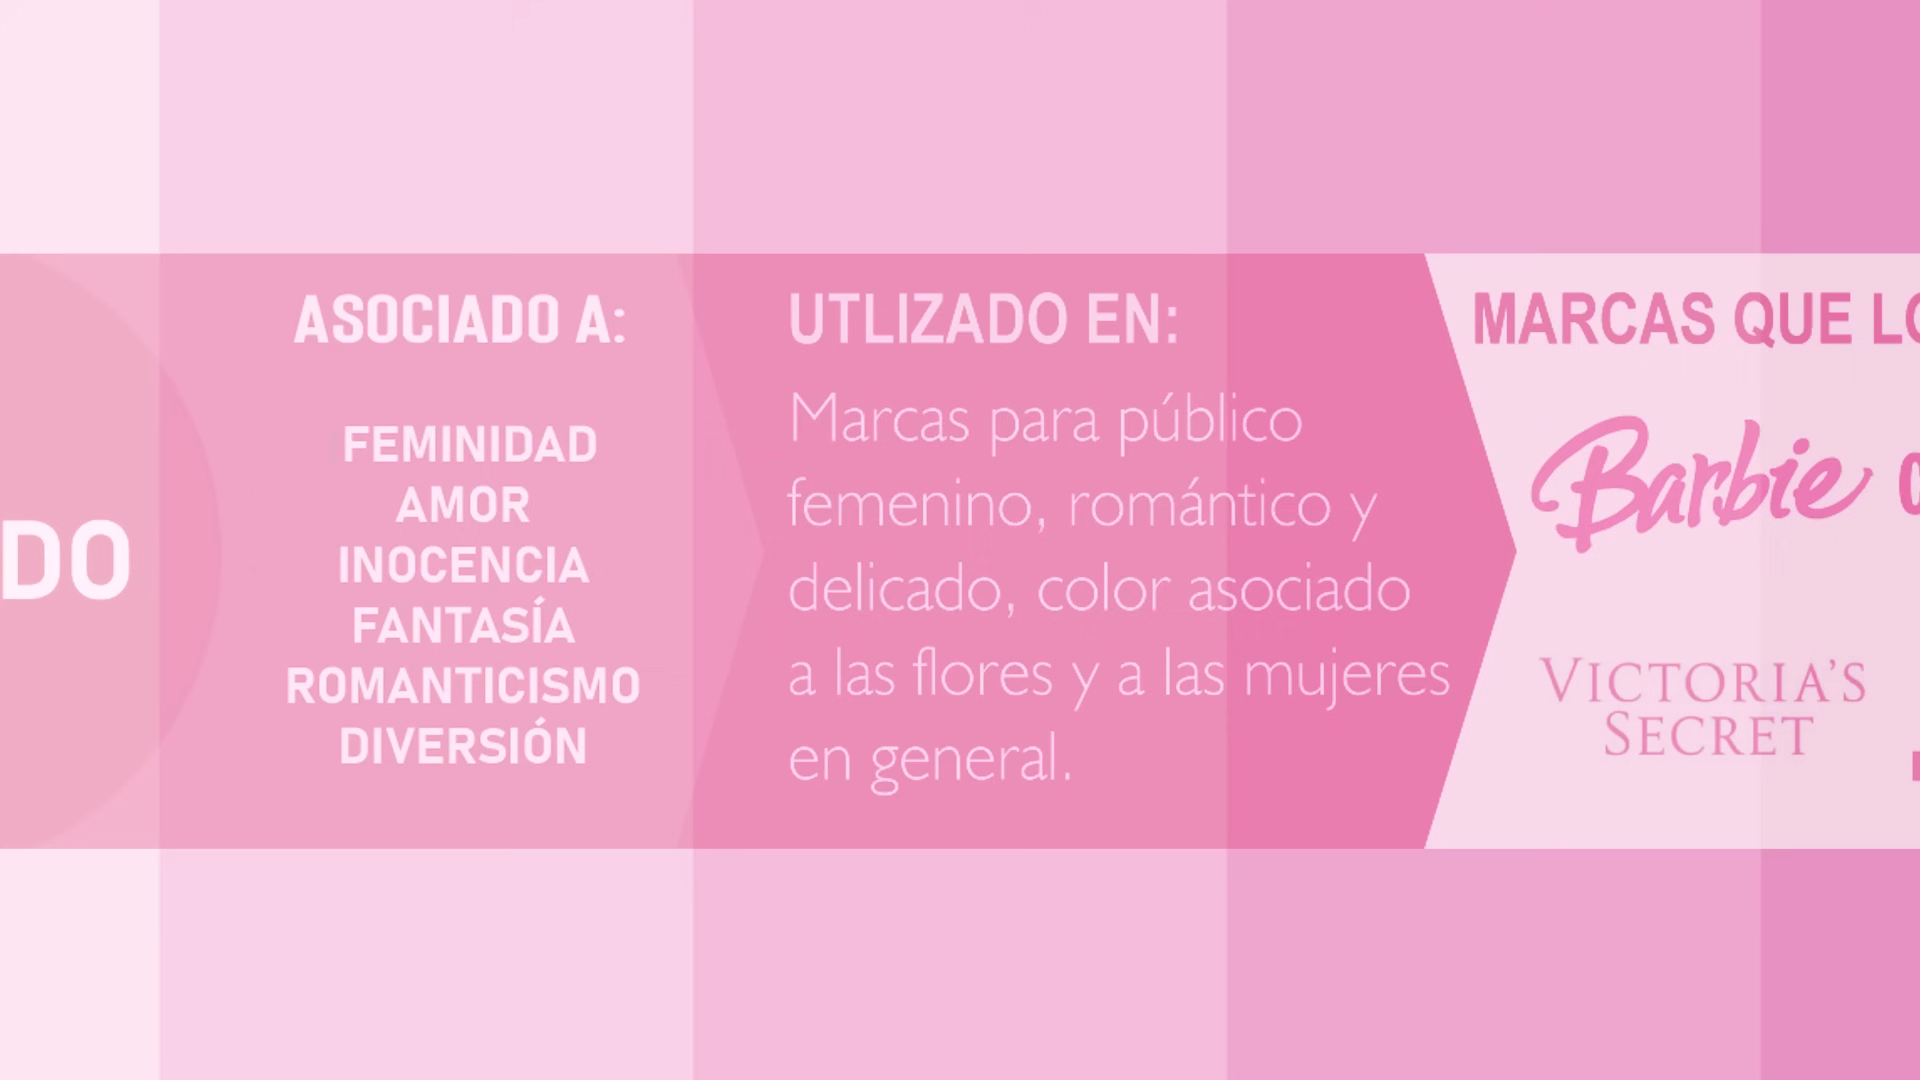 DO
ASOCIADO A:
FEMINIDAD
AMOR
INOCENCIA
FANTASÍA
ROMANTICISMO
DIVERSIÓN
UTLIZADO EN:
Marcas para público
femenino, romántico y
delicado, color asociado
a las flores y a las mujeres
en general.
MARCAS QUE LO
Barbie
VICTORIA'S
SECRET